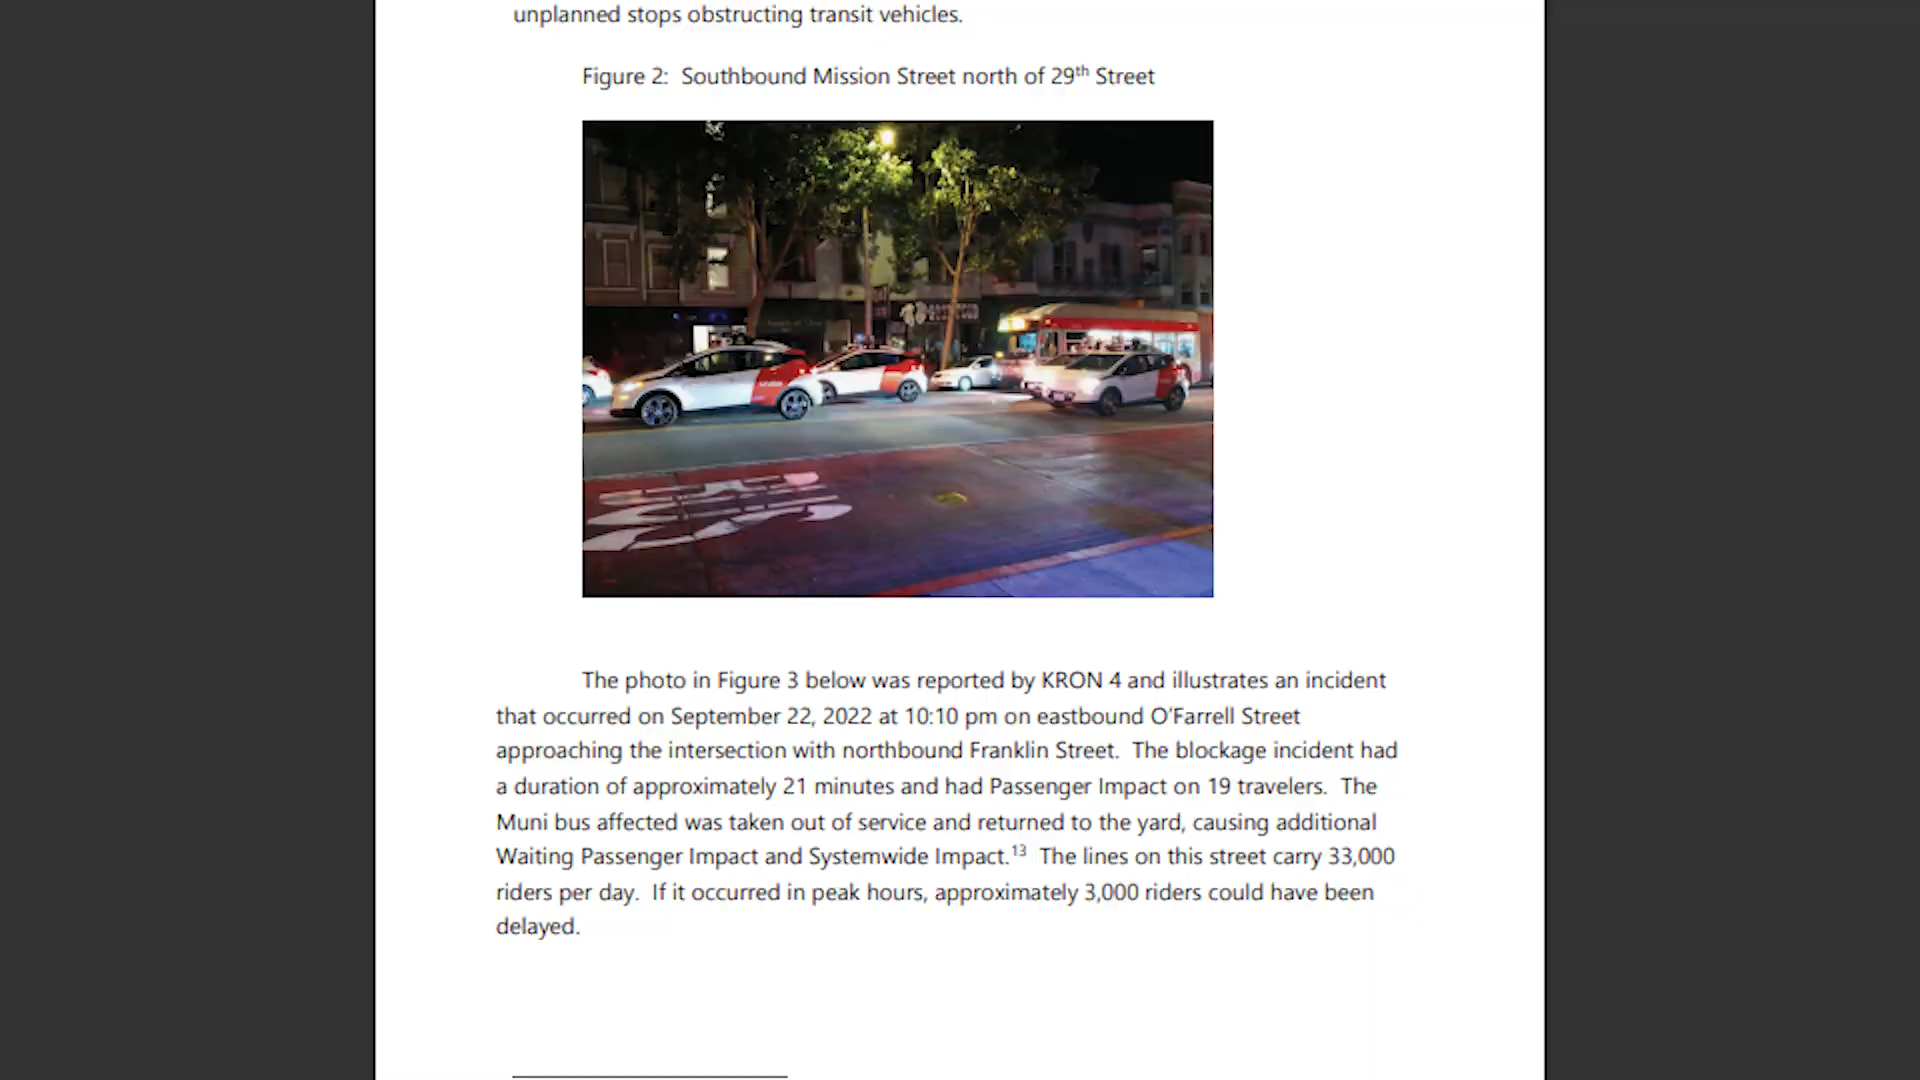 unplanned stops obstructing transit vehicles.
Figure 2: Southbound Mission Street north of 29th Street
The photo in Figure 3 below was reported by KRON 4 and illustrates an incident
that occurred on September 22, 2022 at 10:10 pm on eastbound O'Farrell Street
approaching the intersection with northbound Franklin Street. The blockage incident had
a duration of approximately 21 minutes and had Passenger Impact on 19 travelers. The
Muni bus affected was taken out of service and returned to the yard, causing additional
Waiting Passenger Impact and Systemwide Impact.13 The lines on this street carry 33,000
riders per day. If it occurred in peak hours, approximately 3,000 riders could have been
delayed.